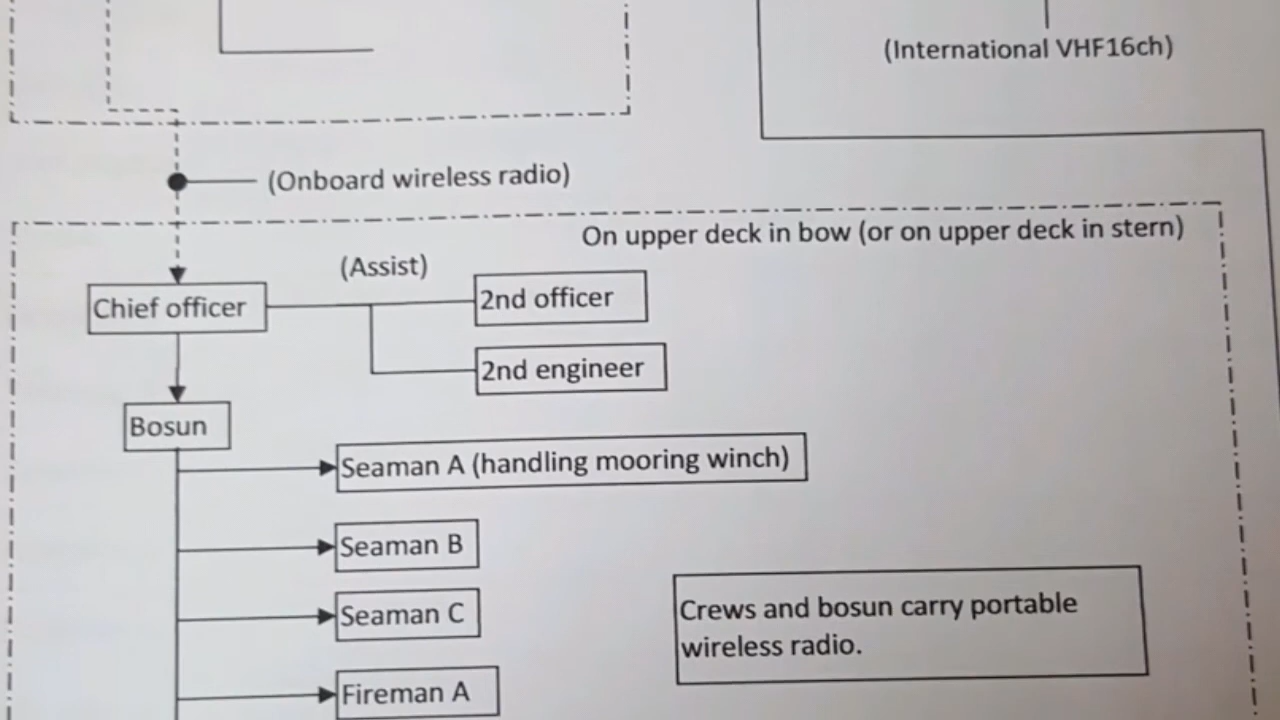 (International VHF16ch)
(Onboard wireless radio)
On upper deck in bow (or on upper deck in stern)
(Assist)
Chief officer
2nd officer
2nd engineer
Bosun
Seaman A (handling mooring winch)
Seaman B
Seaman C
Crews and bosun carry portable
wireless radio.
Fireman A